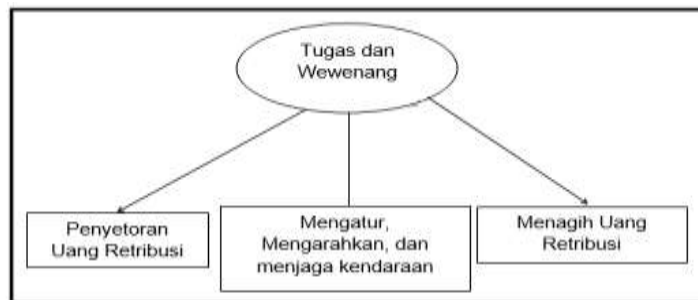 Tugas dan
Wewenang
Penyetoran
Uang Retribusi
Mengatur,
Mengarahkan, dan
menjaga kendaraan
Menagih Uang
Retribusi